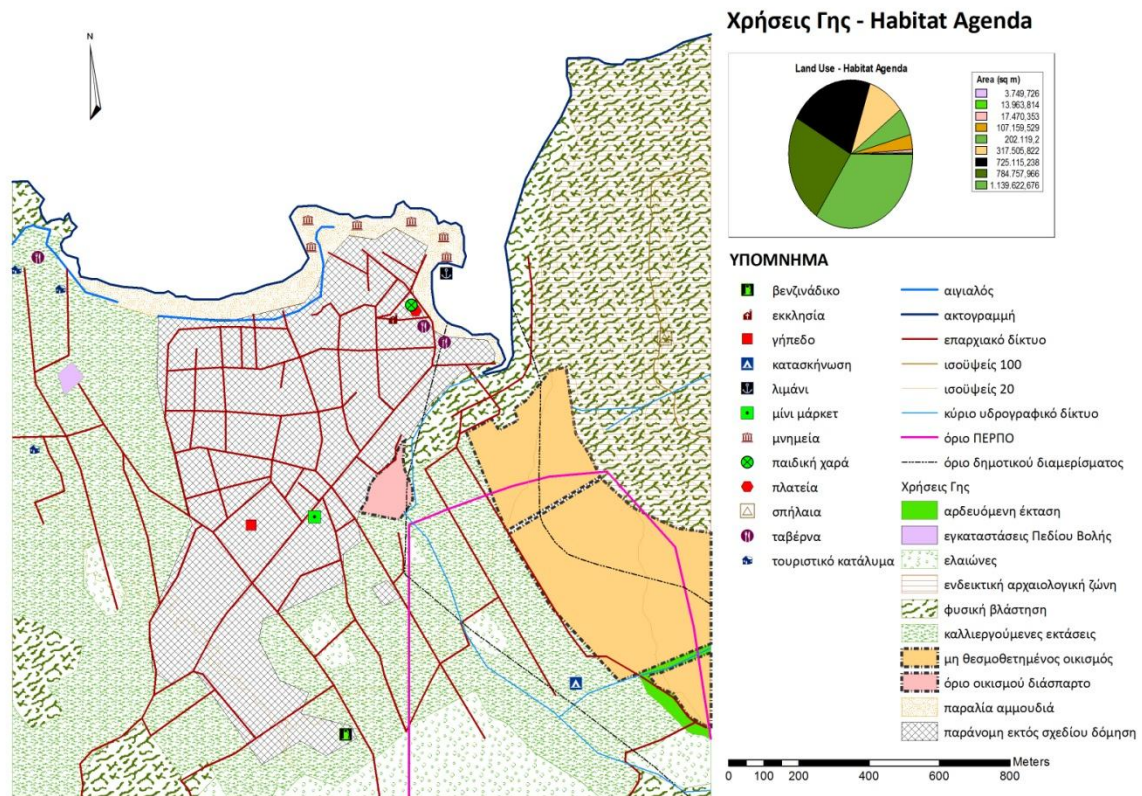 Χρήσεις Γης - Habitat Agenda
N
Land Use - Habitat Agenda
Area (sq m)
3.749,726
13.963,814
17.470,353
107.159,529
202.119,2
317.505,822
725.115,238
784.757,966
1.139.622,676
ΥΠΟΜΝΗΜΑ
βενζινάδικο
εκκλησία
γήπεδο
κατασκήνωση
λιμάνι
μίνι μάρκετ
μνημεία
παιδική χαρά
πλατεία
σπήλαια
ταβέρνα
τουριστικό κατάλυμα
αιγιαλός
ακτογραμμή
επαρχιακό δίκτυο
ισοϋψείς 100
ισοϋψείς 20
κύριο υδρογραφικό δίκτυο
όριο ΠΕΡΠΟ
όριο δημοτικού διαμερίσματος
Χρήσεις Γης
αρδευόμενη έκταση
εγκαταστάσεις Πεδίου Βολής
ελαιώνες
ενδεικτική αρχαιολογική ζώνη
φυσική βλάστηση
καλλιεργούμενες εκτάσεις
μη θεσμοθετημένος οικισμός
όριο οικισμού διάσπαρτο
παραλία αμμουδιά
παράνομη εκτός σχεδίου δόμηση
Meters
0 50 100 200 400 600 800